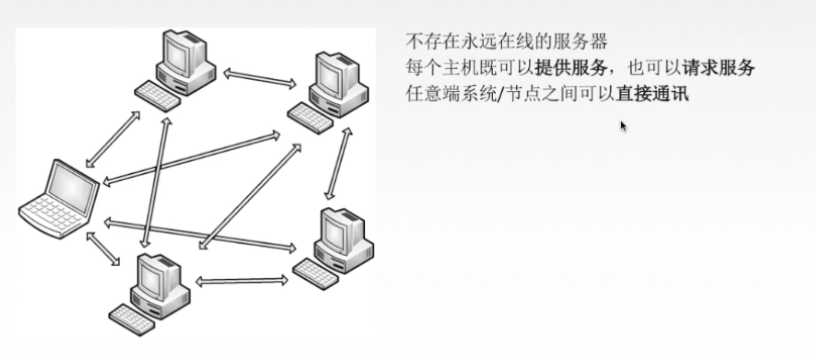 不存在永远在线的服务器
每个主机既可以提供服务，也可以请求服务
任意端系统/节点之间可以直接通讯